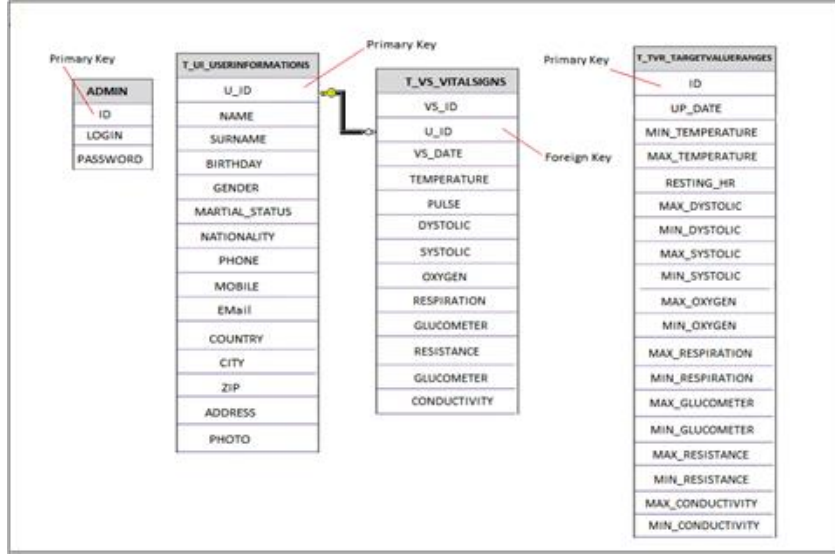 Primary Key
ADMIN
ID
LOGIN
PASSWORD
T_UI_USERINFORMATIONS
U_ID
NAME
SURNAME
BIRTHDAY
GENDER
MARTIAL_STATUS
NATIONALITY
PHONE
MOBILE
EMail
COUNTRY
CITY
ZIP
ADDRESS
PHOTO
Primary Key
T_VS_VITALSIGNS
VS_ID
U_ID
VS_DATE
TEMPERATURE
PULSE
DYSTOLIC
SYSTOLIC
OXYGEN
RESPIRATION
GLUCOMETER
RESISTANCE
GLUCOMETER
CONDUCTIVITY
Foreign Key
Primary Key
T_TVR_TARGETVALUERANGES
ID
UP_DATE
MIN_TEMPERATURE
MAX_TEMPERATURE
RESTING_HR
MAX_DYSTOLIC
MIN_DYSTOLIC
MAX_SYSTOLIC
MIN_SYSTOLIC
MAX_OXYGEN
MIN_OXYGEN
MAX_RESPIRATION
MIN_RESPIRATION
MAX_GLUCOMETER
MIN_GLUCOMETER
MAX_RESISTANCE
MIN_RESISTANCE
MAX_CONDUCTIVITY
MIN_CONDUCTIVITY